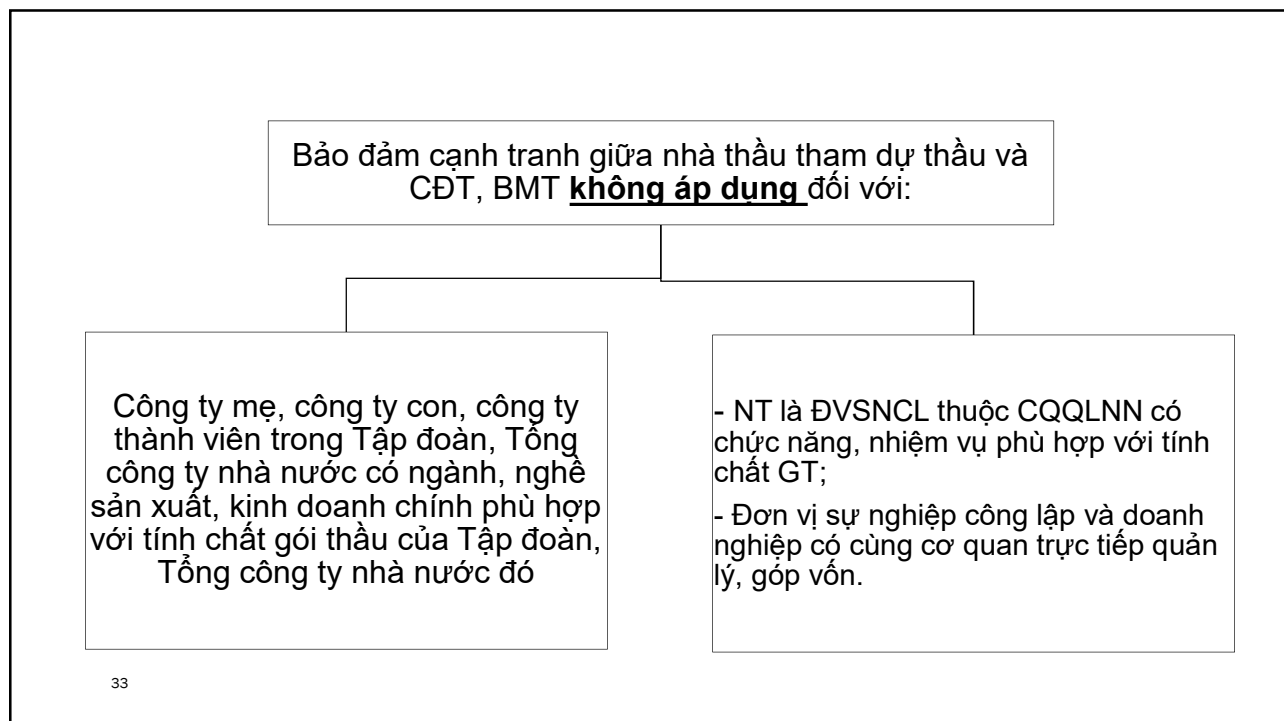 Bảo đảm cạnh tranh giữa nhà thầu tham dự thầu và
CĐT, BMT không áp dụng đối với:
Công ty mẹ, công ty con, công ty
thành viên trong Tập đoàn, Tổng
công ty nhà nước có ngành, nghề
sản xuất, kinh doanh chính phù hợp
với tính chất gói thầu của Tập đoàn,
Tổng công ty nhà nước đó
- NT là ĐVSNCL thuộc CQQLNN có
chức năng, nhiệm vụ phù hợp với tính
chất GT;
- Đơn vị sự nghiệp công lập và doanh
nghiệp có cùng cơ quan trực tiếp quản
lý, góp vốn.
33